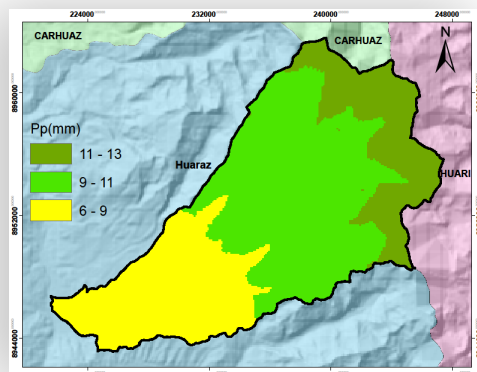 224000
232000
240000
248000
CARHUAZ
CARHUAZ
N
8960000
Pp(mm)
11 - 13
9 - 11
6 - 9
Huaraz
HUARI
8952000
8944000